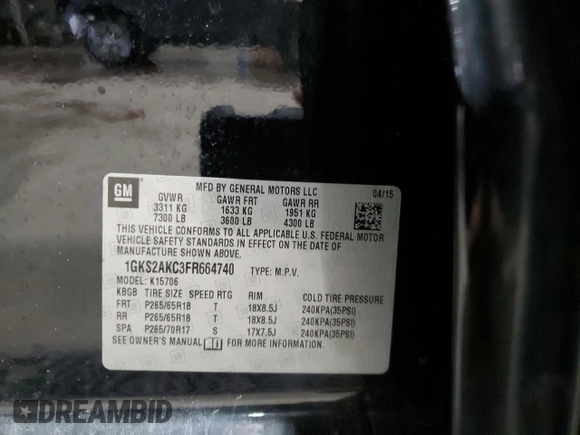 GM
MFD BY GENERAL MOTORS LLC
04/15
GVWR GAWR FRT GAWR RR
3311 KG 1633 KG 1951 KG
7300 LB 3600 LB 4300 LB
THIS VEHICLE CONFORMS TO ALL APPLICABLE U.S. FEDERAL MOTOR
VEHICLE SAFETY STANDARDS IN EFFECT ON THE DATE OF
MANUFACTURE SHOWN ABOVE.
1GKS2AKC3FR664740 TYPE: M.P.V.
MODEL: K15706
KBGB TIRE SIZE SPEED RTG RIM COLD TIRE PRESSURE
FRT P265/65R18 T 18X8.5J 240KPA(35PSI)
RR P265/65R18 T 18X8.5J 240KPA(35PSI)
SPA P265/70R17 S 17X7.5J 240KPA(35PSI)
SEE OWNER'S MANUAL FOR MORE INFORMATION.
DREAMBID